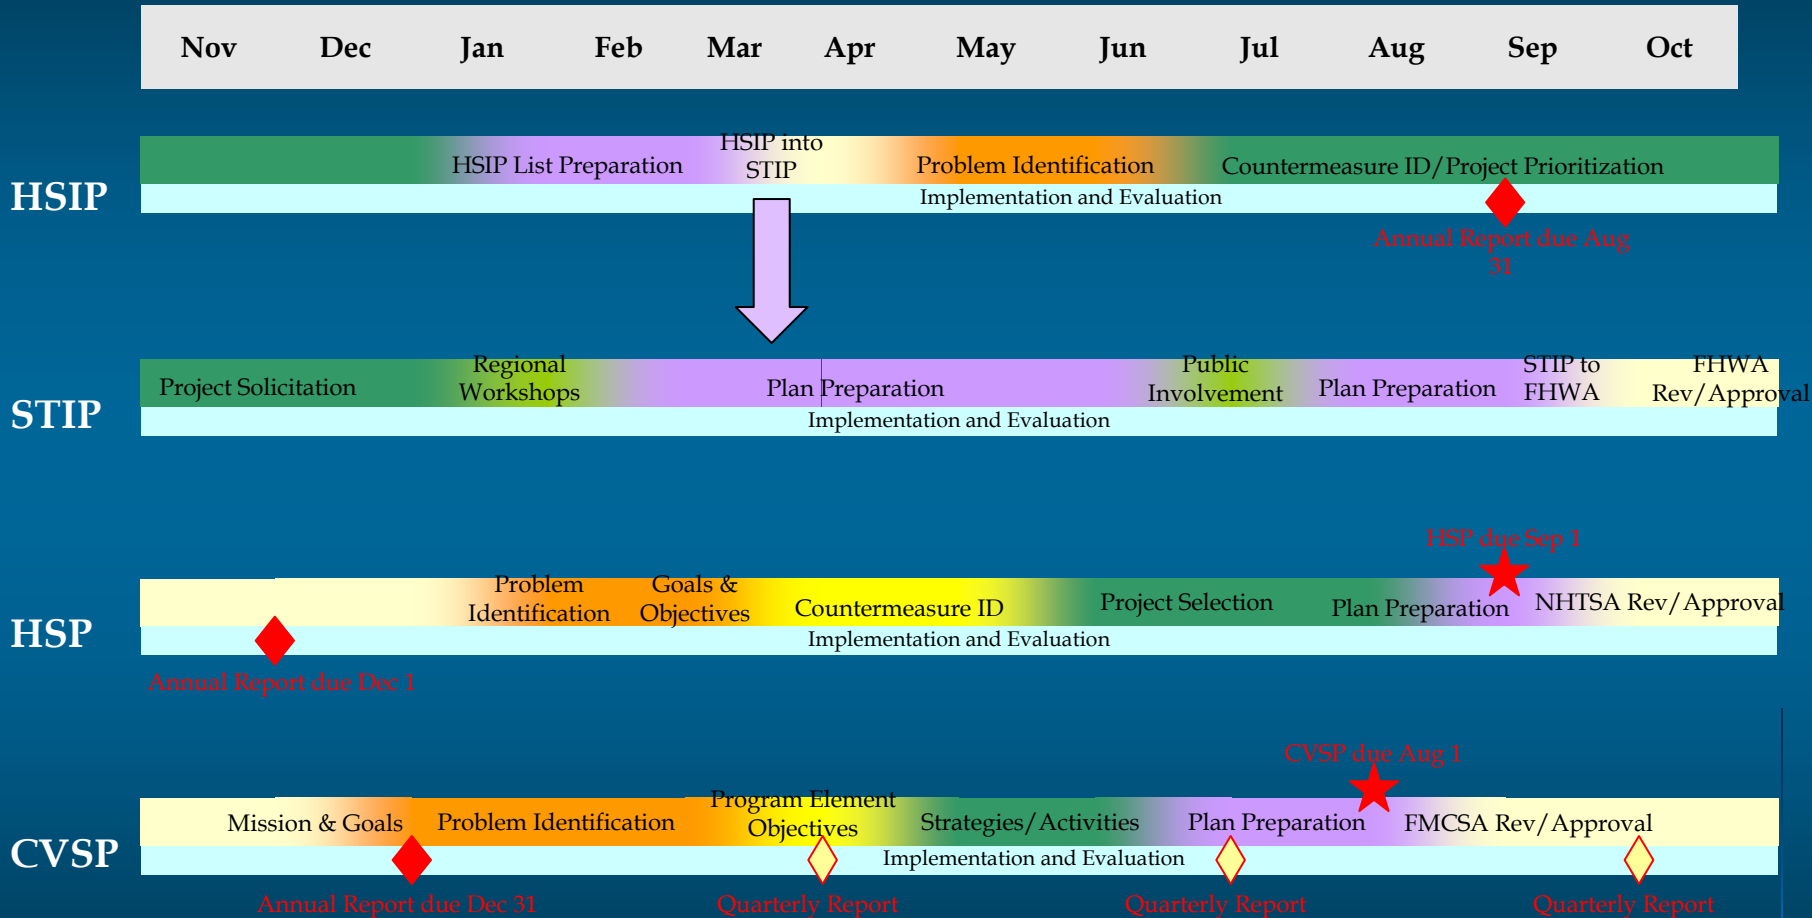 Nov Dec Jan Feb Mar Apr May Jun Jul Aug Sep Oct
HSIP
HSIP List Preparation
HSIP into
STIP
Problem Identification
Countermeasure ID/Project Prioritization
Implementation and Evaluation
Annual Report due Aug
31
STIP
Project Solicitation
Regional
Workshops
Plan Preparation
Public
Involvement
Plan Preparation
STIP to
FHWA
FHWA
Rev/Approval
Implementation and Evaluation
HSP due Sep 1
HSP
Problem
Identification
Goals &
Objectives
Countermeasure ID
Project Selection
Plan Preparation
NHTSA Rev/Approval
Implementation and Evaluation
Annual Report due Dec 1
CVSP due Aug 1
CVSP
Mission & Goals
Problem Identification
Program Element
Objectives
Strategies/Activities
Plan Preparation
FMCSA Rev/Approval
Implementation and Evaluation
Annual Report due Dec 31
Quarterly Report
Quarterly Report
Quarterly Report